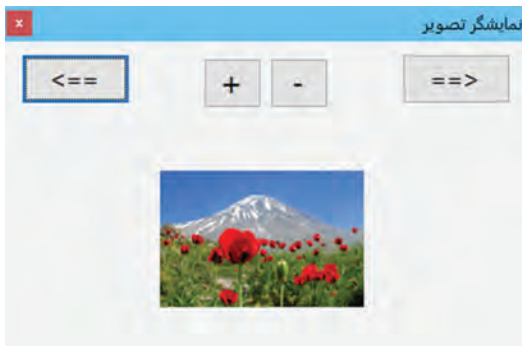 نمایشگر تصویر
x
<==
+
-
==>